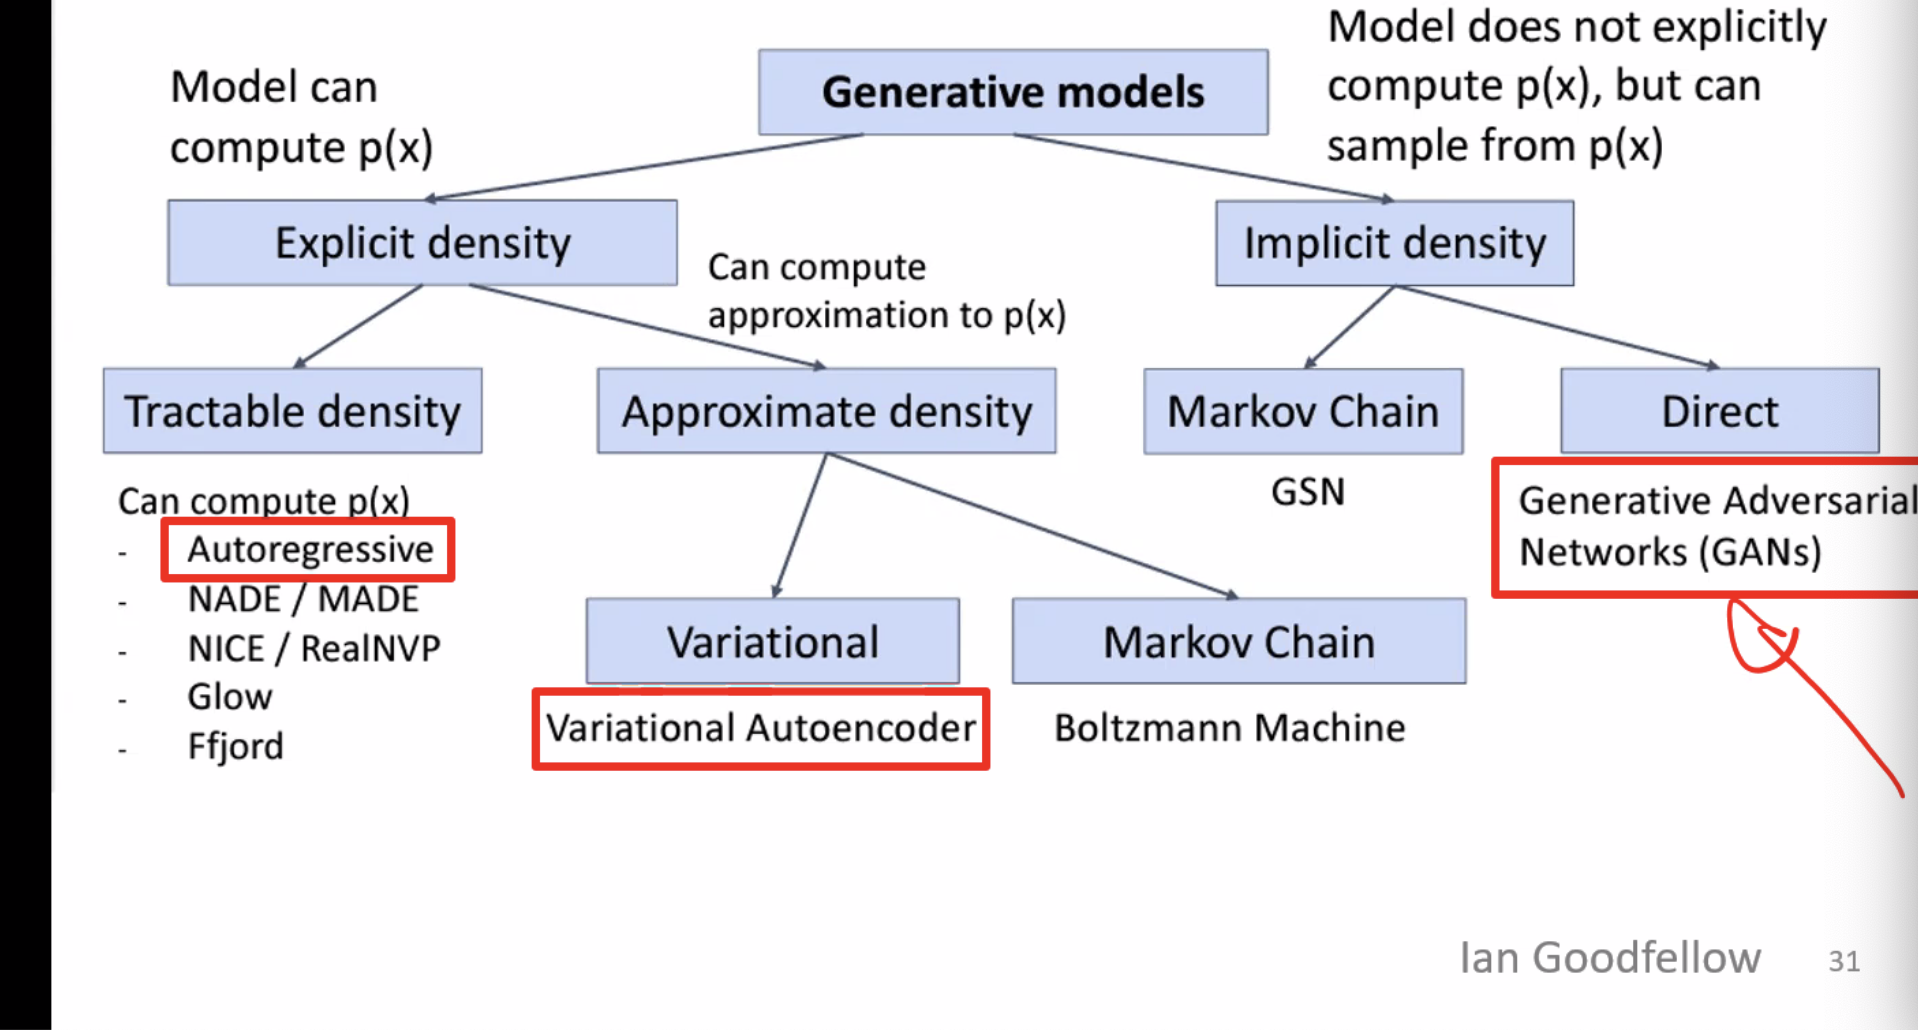 Model can
compute p(x)
Generative models
Model does not explicitly
compute p(x), but can
sample from p(x)
Explicit density
Can compute
approximation to p(x)
Implicit density
Tractable density
Approximate density
Markov Chain
Direct
Can compute p(x)
- Autoregressive
- NADE / MADE
- NICE / RealNVP
- Glow
- Ffjord
Variational
Variational Autoencoder
Markov Chain
Boltzmann Machine
GSN
Generative Adversarial
Networks (GANs)
Ian Goodfellow
31